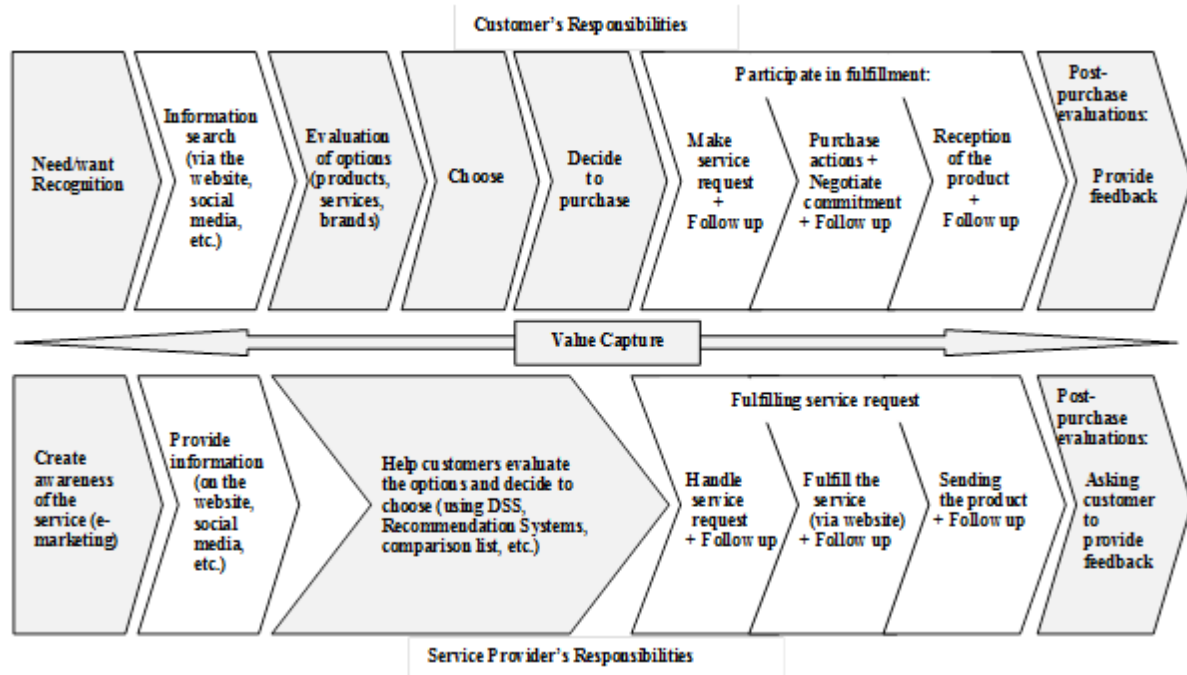 Customer's Responsibilities
Need/want
Recognition
Information
search
(via the
website,
social
media,
etc.)
Evaluation
of options
(products,
services,
brands)
Choose
Decide
to
purchase
Participate in fulfillment:
Make
service
request
+
Follow up
Purchase
actions +
Negotiate
commitment
+ Follow up
Reception
of the
product
+
Follow up
Post-
purchase
evaluations:
Provide
feedback
Value Capture
Create
awareness
of the
service (e-
marketing)
Provide
information
(on the
website,
social
media,
etc.)
Help customers evaluate
the options and decide to
choose (using DSS,
Recommendation Systems,
comparison list, etc.)
Fulfilling service request
Handle
service
request
+ Follow up
Fulfill the
service
(via website)
+ Follow up
Sending
the product
+ Follow up
Post-
purchase
evaluations:
Asking
customer
to
provide
feedback
Service Provider's Responsibilities